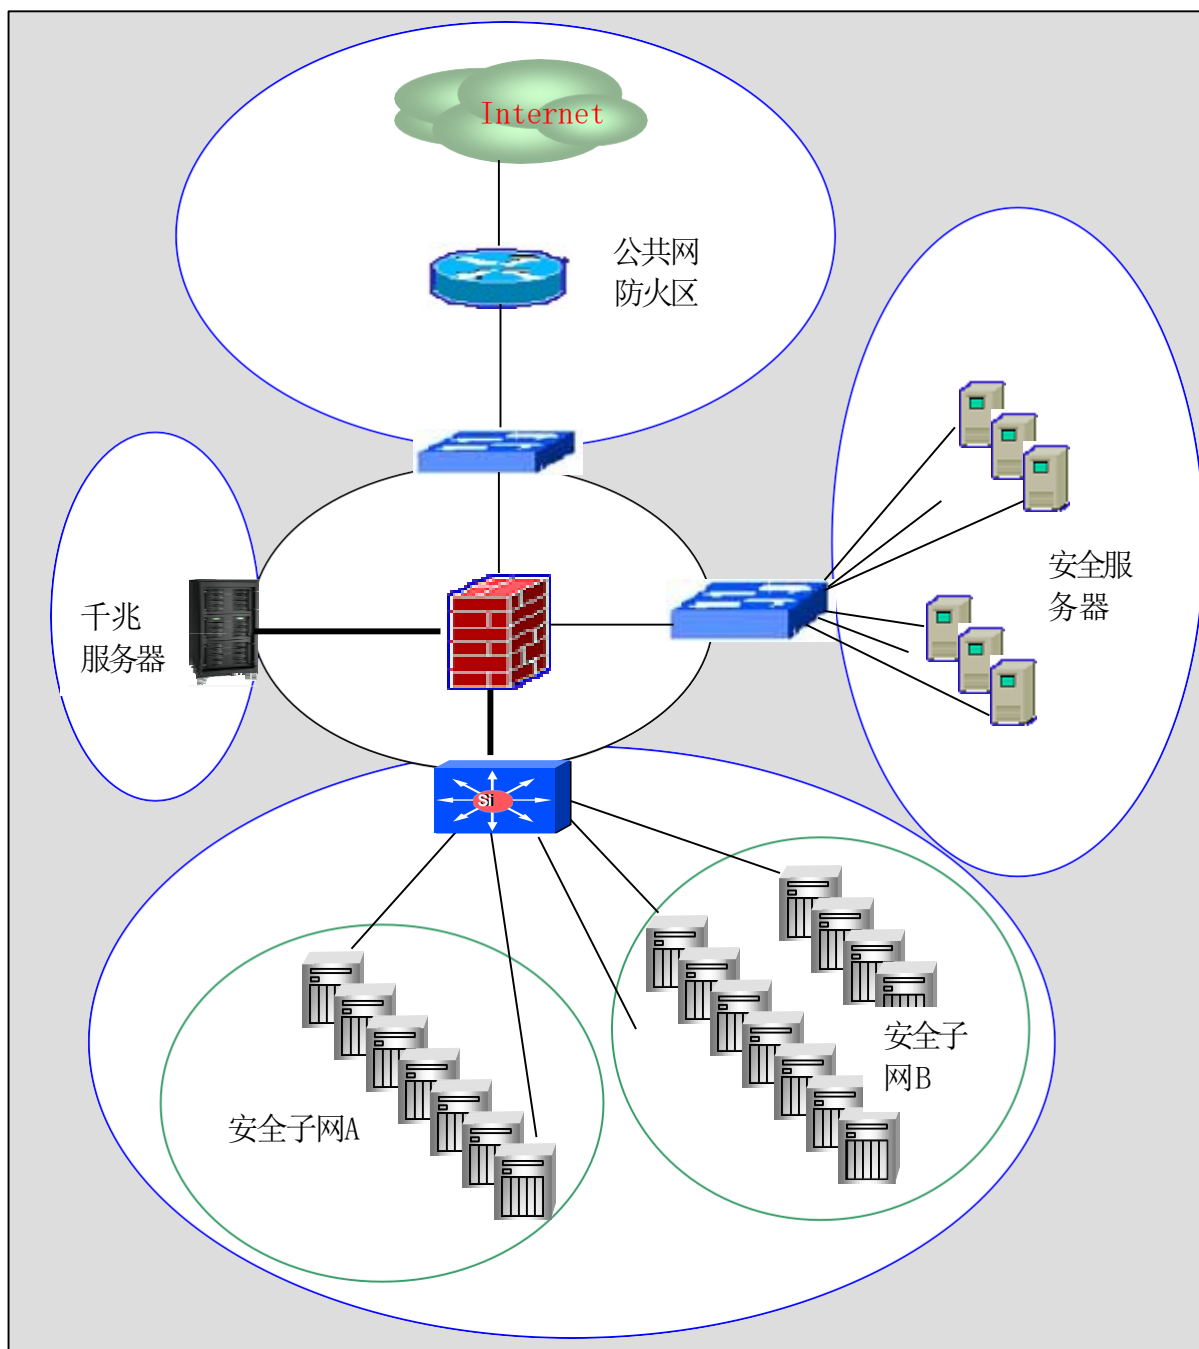 Internet
公共网
防火区
安全服
务器
千兆
服务器
Si
安全子
网B
安全子网A